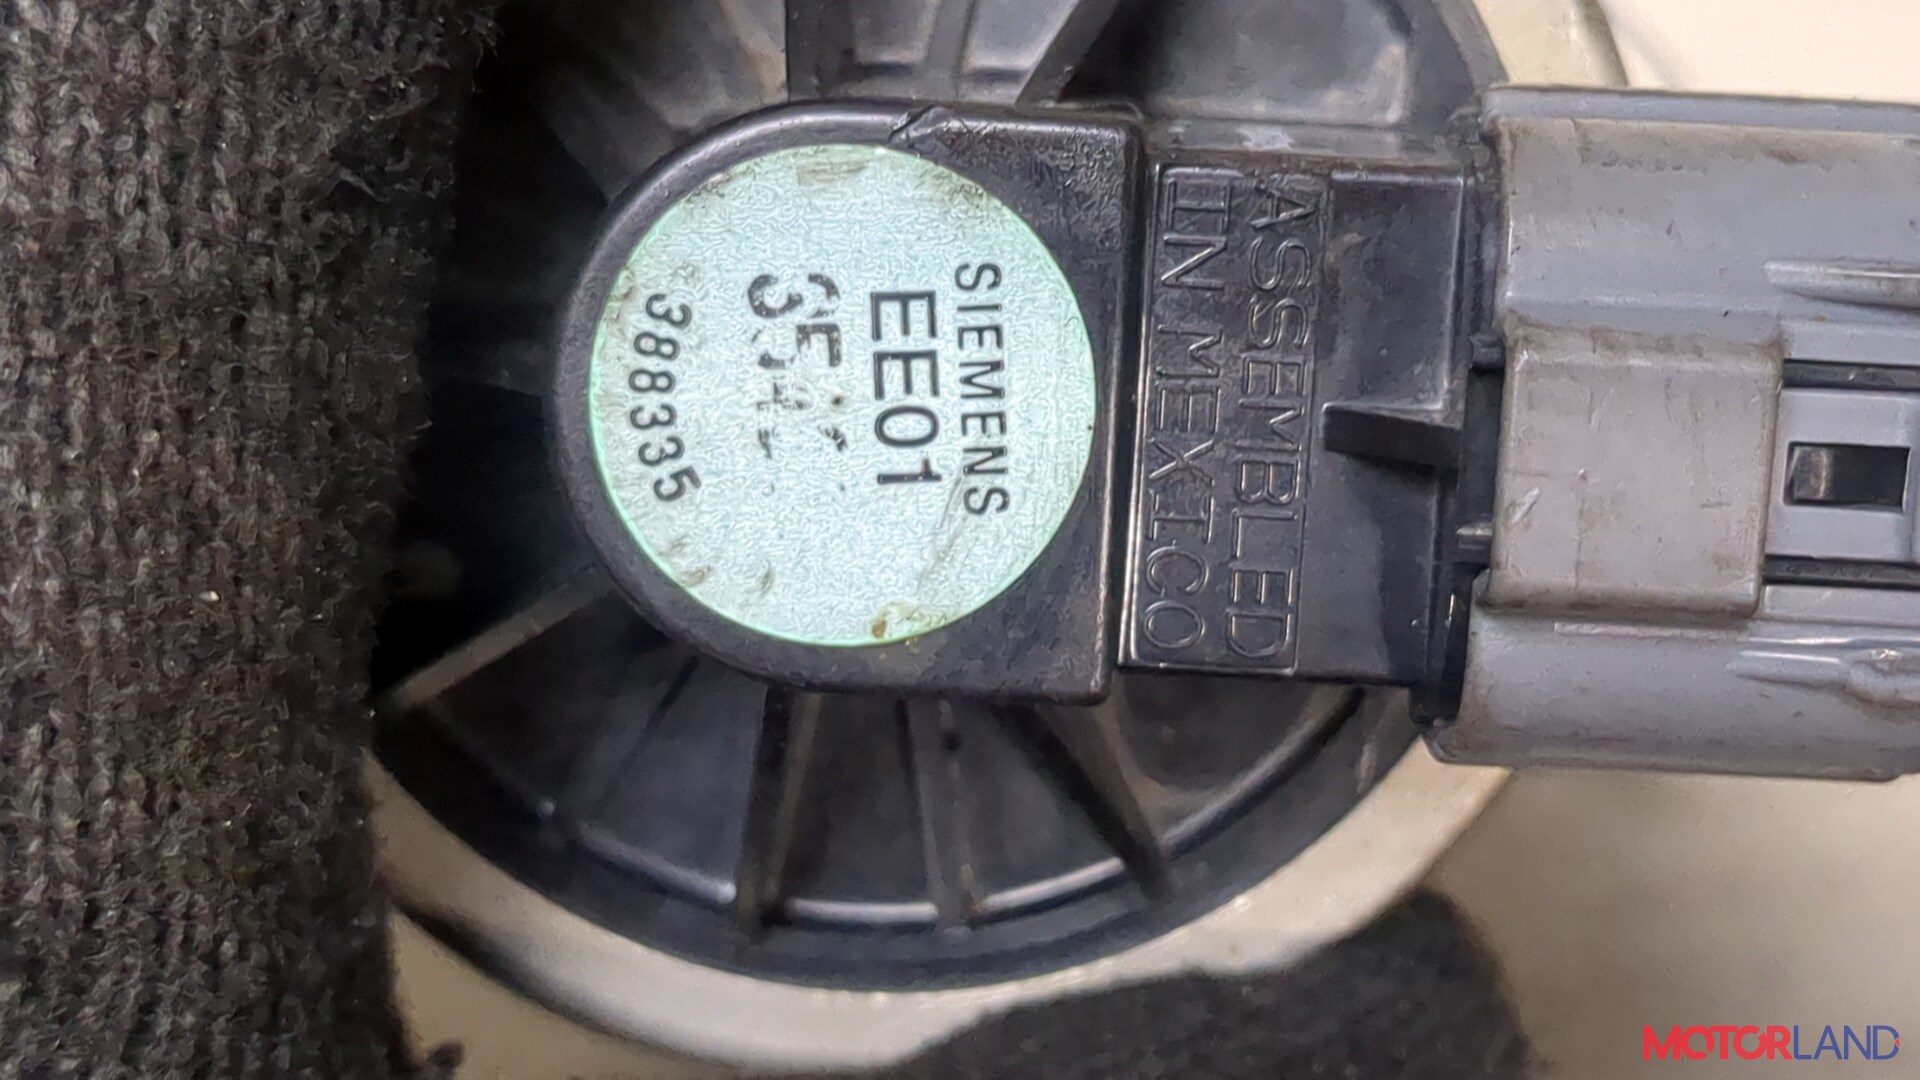 SIEMENS
EE01
388335
ASSEMBLED
IN MEXICO
MOTORLAND